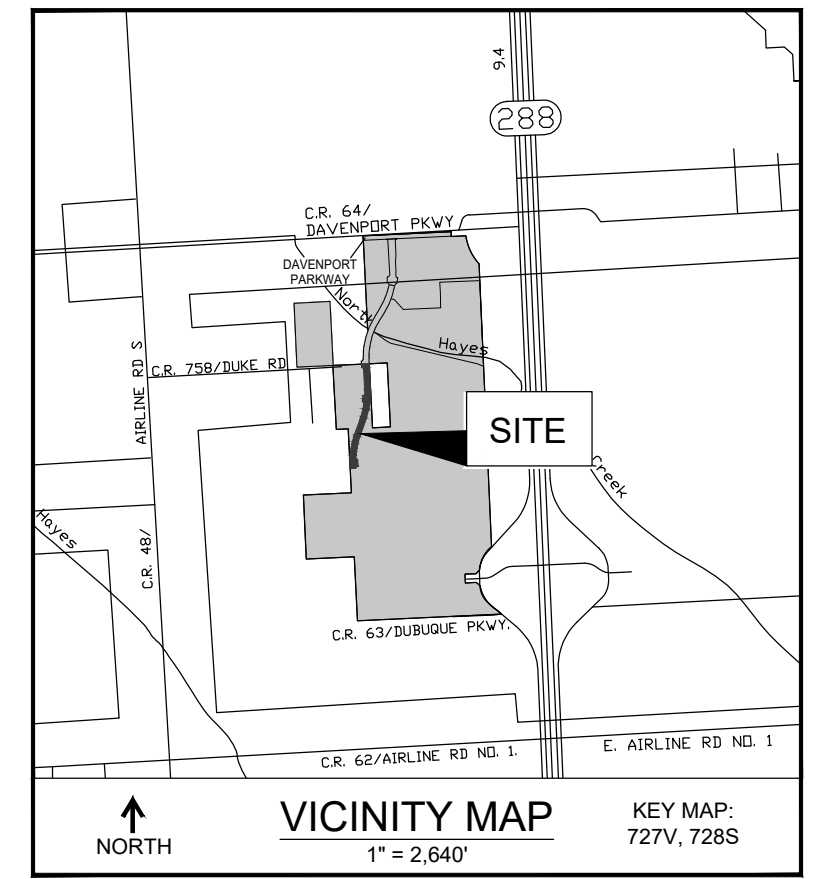 9.4
288
C.R. 64/
DAVENPORT PKWY
DAVENPORT
PARKWAY
North
Hayes
C.R. 758/DUKE RD
AIRLINE RD S
SITE
Creek
Hayes
C.R. 48/
C.R. 63/DUBUQUE PKWY.
C.R. 62/AIRLINE RD NO. 1.
E. AIRLINE RD NO. 1
NORTH
VICINITY MAP
1" = 2,640'
KEY MAP:
727V, 728S